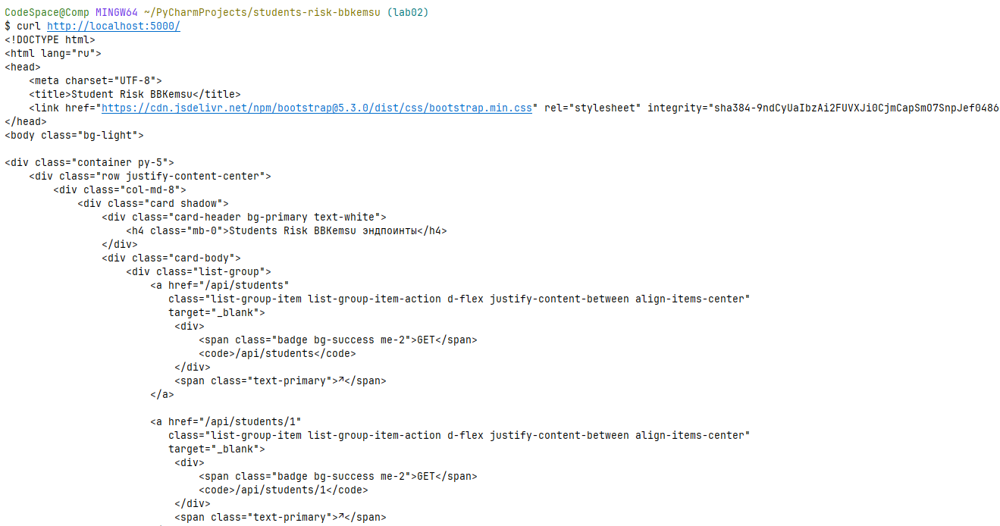 CodeSpace@Comp MINGW64 ~/PyCharmProjects/students-risk-bbkemsu (lab02)
$ curl http://localhost:5000/
<!DOCTYPE html>
<html lang="ru">
<head>
    <meta charset="UTF-8">
    <title>Student Risk BBKemsu</title>
    <link href="https://cdn.jsdelivr.net/npm/bootstrap@5.3.0/dist/css/bootstrap.min.css" rel="stylesheet" integrity="sha384-9ndCyUaIbzAi2FUVXJi0CjmCapSmO7SnpJef0486
</head>
<body class="bg-light">

<div class="container py-5">
    <div class="row justify-content-center">
        <div class="col-md-8">
            <div class="card shadow">
                <div class="card-header bg-primary text-white">
                    <h4 class="mb-0">Students Risk BBKemsu эндпоинты</h4>
                </div>
                <div class="card-body">
                    <div class="list-group">
                        <a href="/api/students"
                           class="list-group-item list-group-item-action d-flex justify-content-between align-items-center"
                           target="_blank">
                            <div>
                                <span class="badge bg-success me-2">GET</span>
                                <code>/api/students</code>
                            </div>
                            <span class="text-primary">↗</span>
                        </a>

                        <a href="/api/students/1"
                           class="list-group-item list-group-item-action d-flex justify-content-between align-items-center"
                           target="_blank">
                            <div>
                                <span class="badge bg-success me-2">GET</span>
                                <code>/api/students/1</code>
                            </div>
                            <span class="text-primary">↗</span>